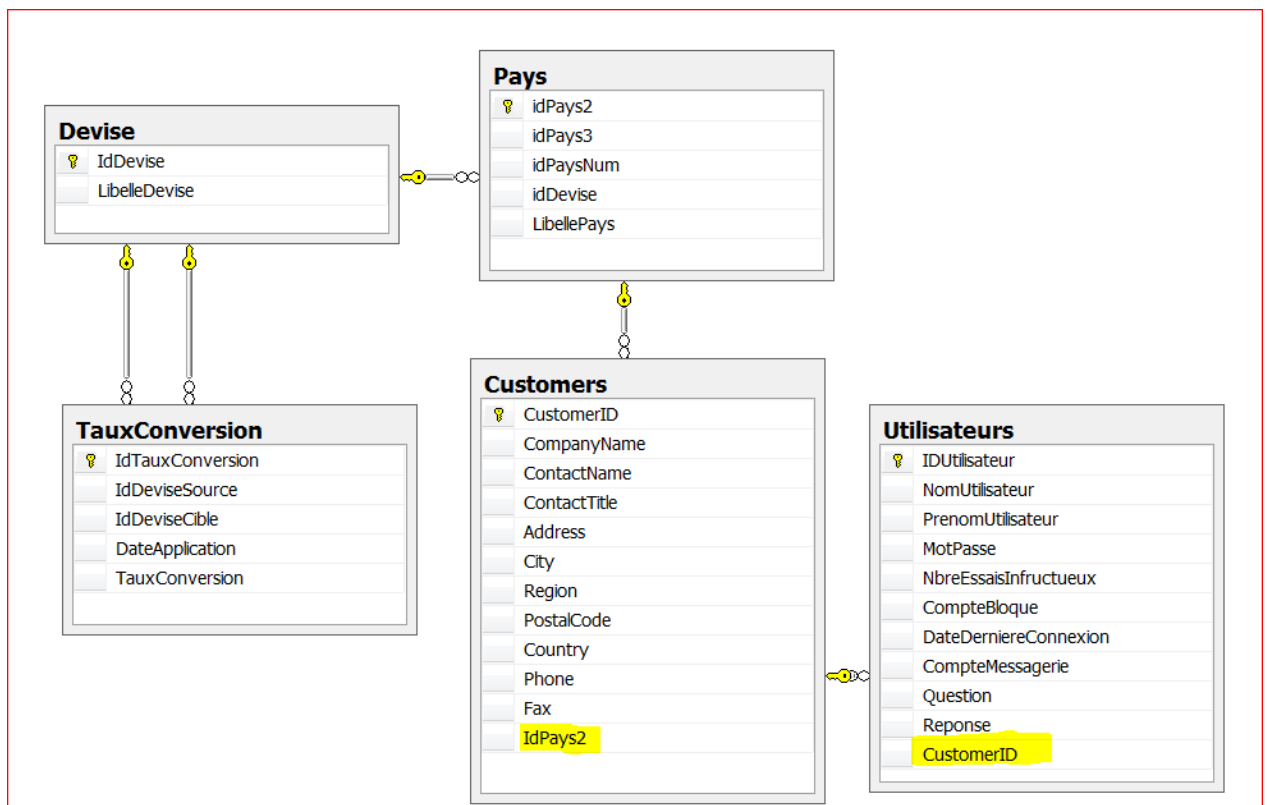 Pays
idPays2
idPays3
idPaysNum
idDevise
LibellePays
Devise
IdDevise
LibelleDevise
TauxConversion
IdTauxConversion
IdDeviseSource
IdDeviseCible
DateApplication
TauxConversion
Customers
CustomerID
CompanyName
ContactName
ContactTitle
Address
City
Region
PostalCode
Country
Phone
Fax
IdPays2
Utilisateurs
IDUtilisateur
NomUtilisateur
PrenomUtilisateur
MotPasse
NbreEssaisInfructueux
CompteBloque
DateDerniereConnexion
CompteMessagerie
Question
Reponse
CustomerID